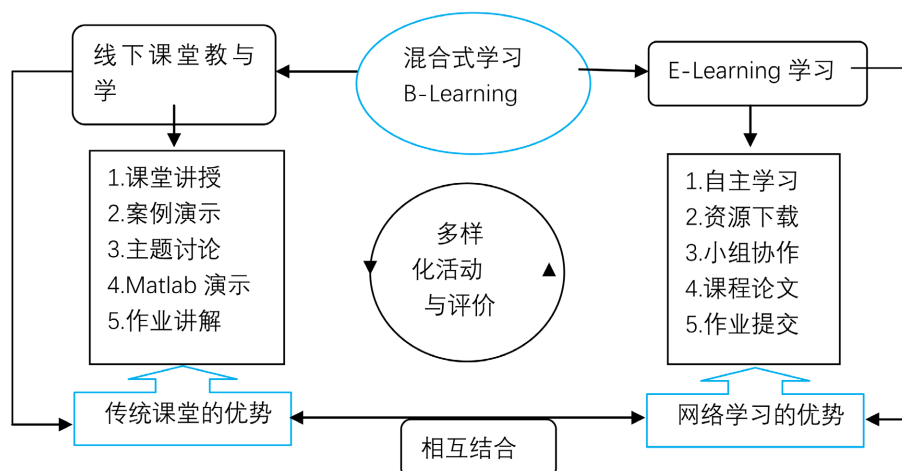 线下课堂教与
学
混合式学习
B-Learning
E-Learning 学习
1.课堂讲授
2.案例演示
3.主题讨论
4.Matlab 演示
5.作业讲解
多样
化活动
与评价
1.自主学习
2.资源下载
3.小组协作
4.课程论文
5.作业提交
传统课堂的优势
相互结合
网络学习的优势